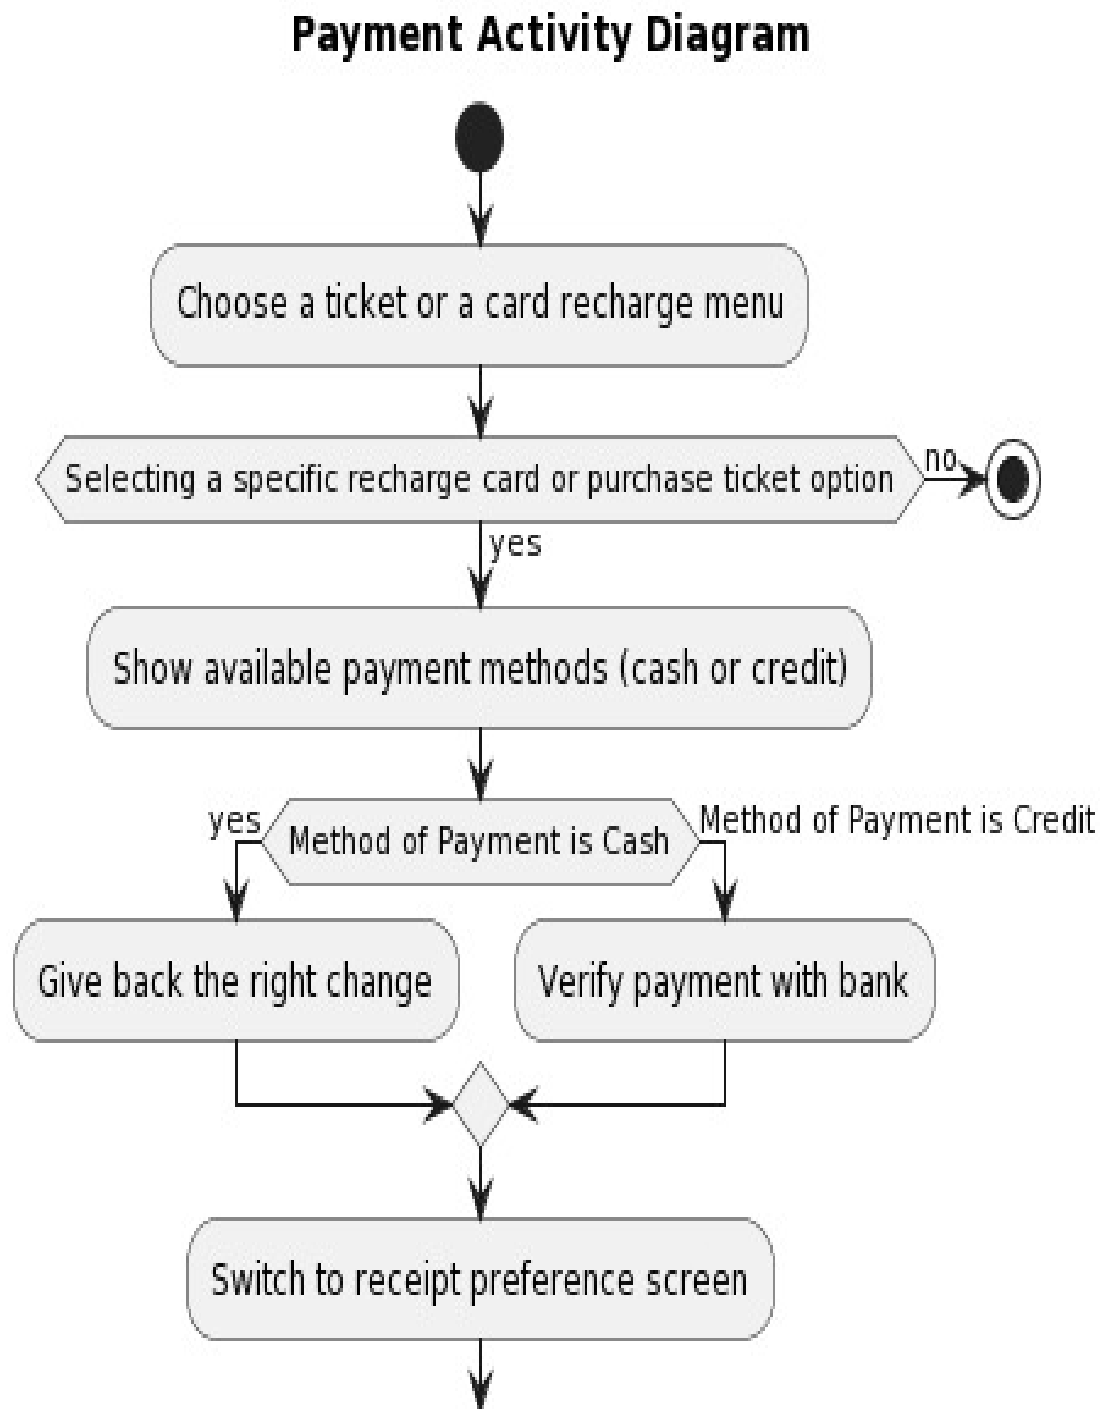 Payment Activity Diagram
Choose a ticket or a card recharge menu
Selecting a specific recharge card or purchase ticket option
no
yes
Show available payment methods (cash or credit)
yes
Method of Payment is Cash
Method of Payment is Credit
Give back the right change
Verify payment with bank
Switch to receipt preference screen